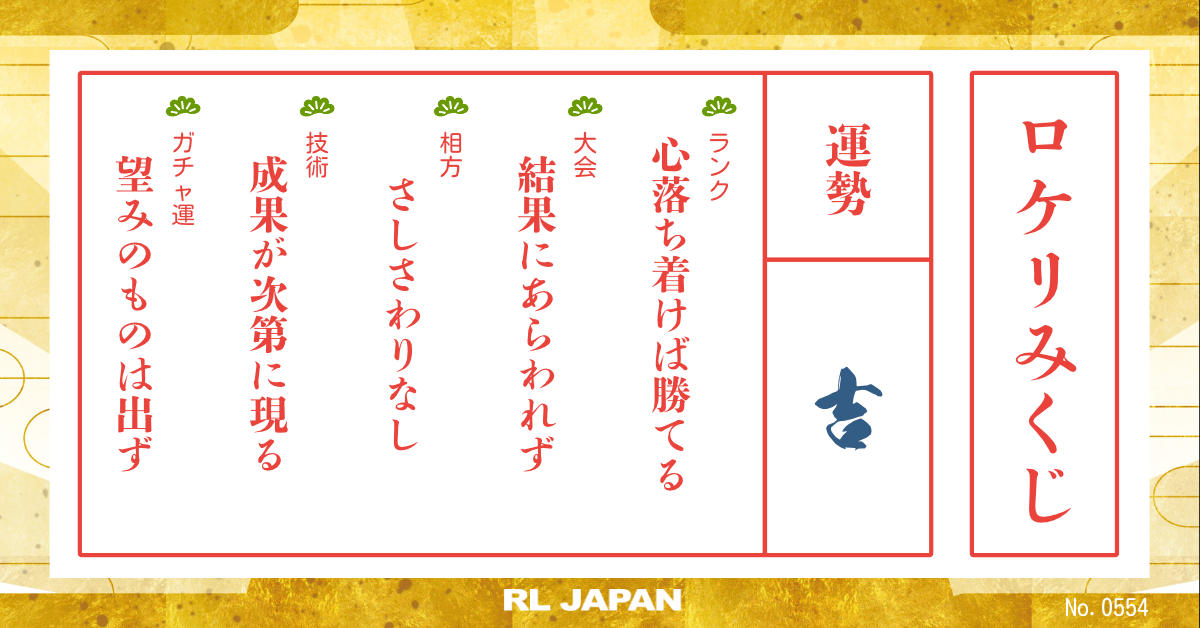 ロケリみくじ
運勢
吉
ランク
心落ち着けば勝てる
大会
結果にあらわれず
相方
さしさわりなし
技術
成果が次第に現る
ガチャ運
望みのものは出ず
RL JAPAN
No. 0554